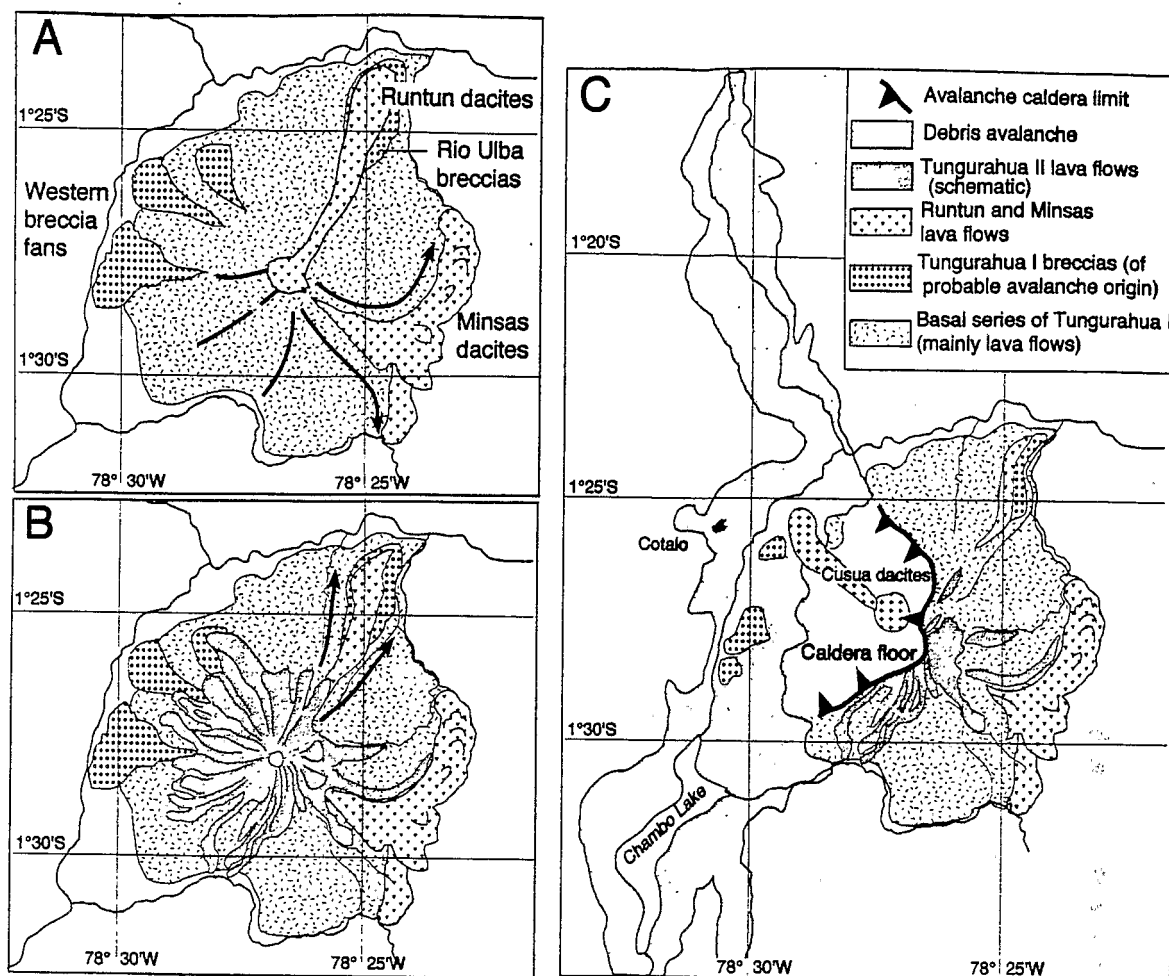 A
Runtun dacites
1°25'S
Rio Ulba
breccias
Western
breccia
fans
Minsas
dacites
1°30'S
78° 30'W
78° 25'W
B
1°25'S
1°30'S
78° 30'W
78° 25'W
C
Avalanche caldera limit
Debris avalanche
Tungurahua II lava flows
(schematic)
Runtun and Minsas
lava flows
Tungurahua I breccias (of
probable avalanche origin)
Basal series of Tungurahua I
(mainly lava flows)
1°20'S
1°25'S
Cotalo
Cusua dacites
Caldera floor
1°30'S
Chambo Lake
78° 30'W
78° 25'W